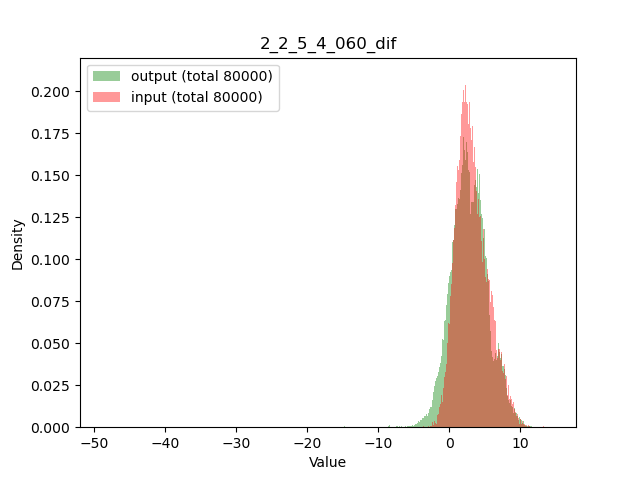 2_2_5_4_060_dif
output (total 80000)
input (total 80000)
Density
0.200
0.175
0.150
0.125
0.100
0.075
0.050
0.025
0.000
−50 −40 −30 −20 −10 0 10
Value